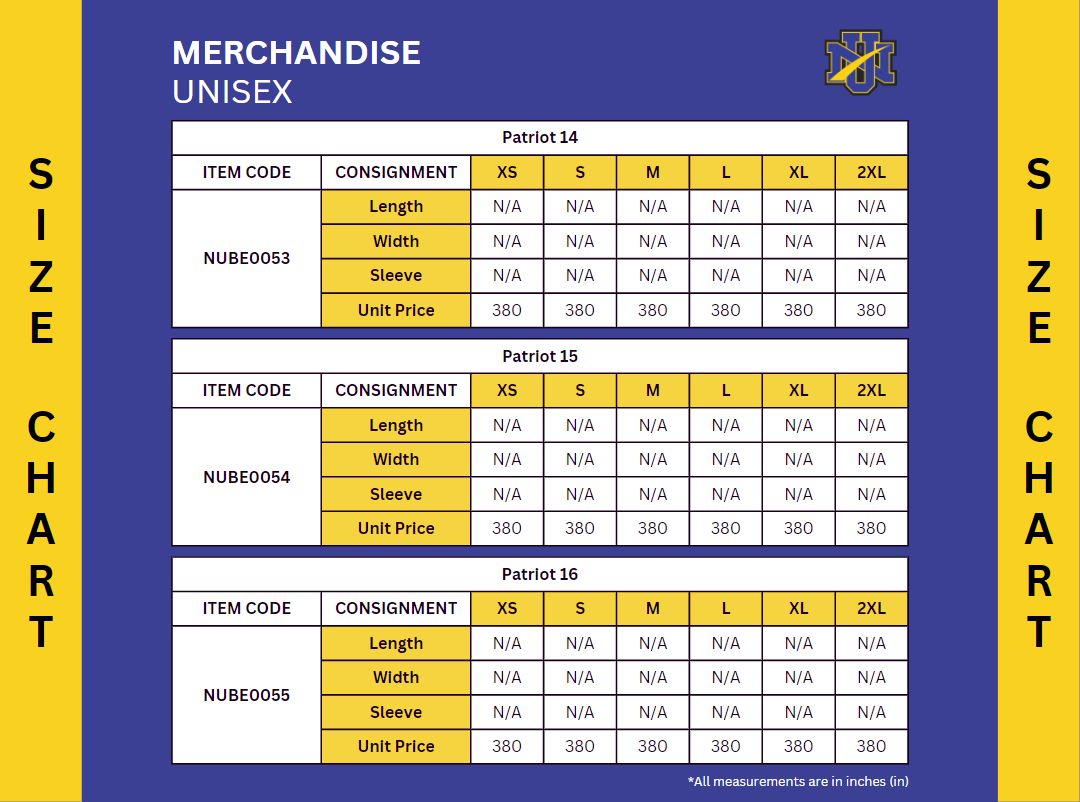 SIZE CHART
MERCHANDISE
UNISEX
NU
Patriot 14
ITEM CODE CONSIGNMENT XS S M L XL 2XL
NUBE0053
Length N/A N/A N/A N/A N/A N/A
Width N/A N/A N/A N/A N/A N/A
Sleeve N/A N/A N/A N/A N/A N/A
Unit Price 380 380 380 380 380 380
Patriot 15
ITEM CODE CONSIGNMENT XS S M L XL 2XL
NUBE0054
Length N/A N/A N/A N/A N/A N/A
Width N/A N/A N/A N/A N/A N/A
Sleeve N/A N/A N/A N/A N/A N/A
Unit Price 380 380 380 380 380 380
Patriot 16
ITEM CODE CONSIGNMENT XS S M L XL 2XL
NUBE0055
Length N/A N/A N/A N/A N/A N/A
Width N/A N/A N/A N/A N/A N/A
Sleeve N/A N/A N/A N/A N/A N/A
Unit Price 380 380 380 380 380 380
*All measurements are in inches (in)
SIZE CHART